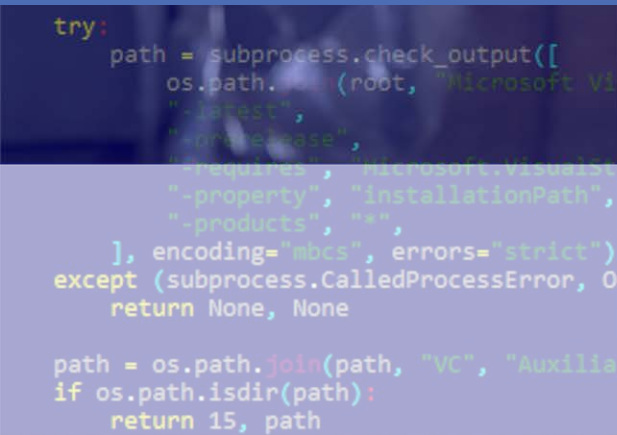 try:
path = subprocess.check_output([
os.path.join(root, "Microsoft Vi
"-latest",
"-prerelease",
"-requires", "Microsoft.VisualSt
"-property", "installationPath",
"-products", "*",
], encoding="mbcs", errors="strict")
except (subprocess.CalledProcessError, O
return None, None
path = os.path.join(path, "VC", "Auxilia
if os.path.isdir(path):
return 15, path